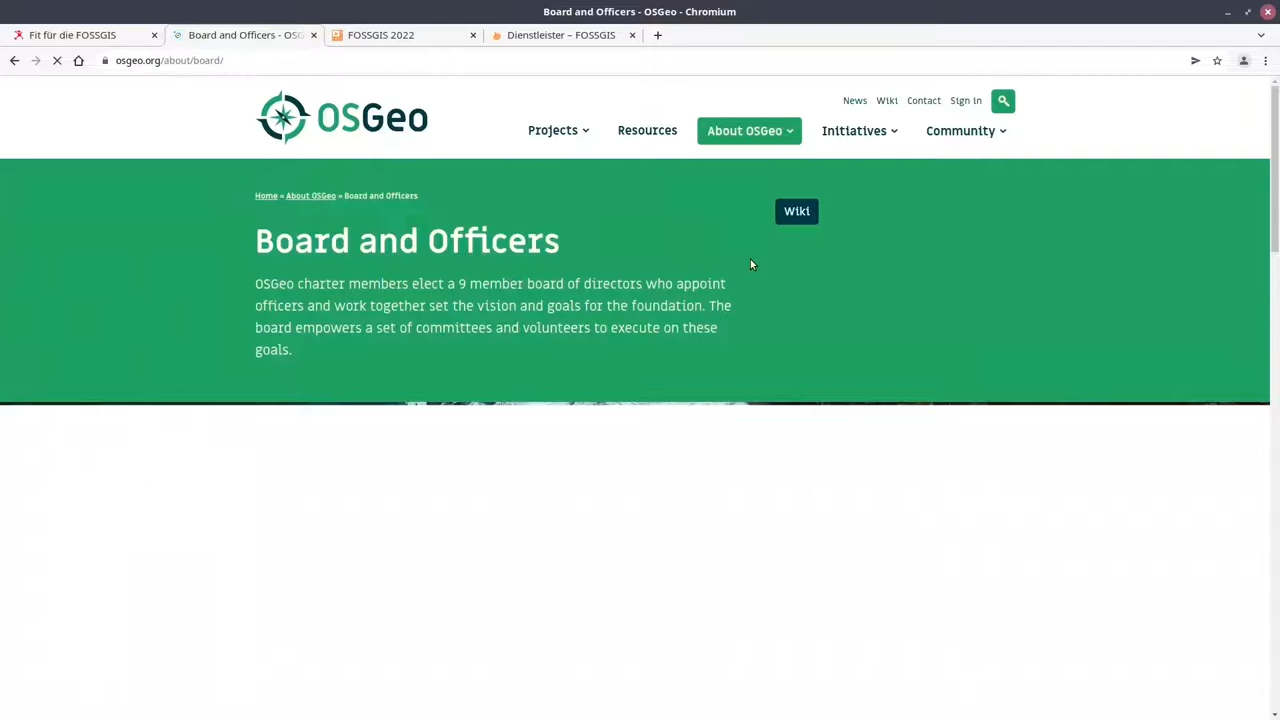 Board and Officers - OSGeo - Chromium
Fit für die FOSSGIS
Board and Officers - OSG
FOSSGIS 2022
Dienstleister – FOSSGIS
osgeo.org/about/board/
OSGeo
News Wiki Contact Sign in
Projects Resources About OSGeo Initiatives Community
Home » About OSGeo » Board and Officers
Wiki
Board and Officers
OSGeo charter members elect a 9 member board of directors who appoint
officers and work together set the vision and goals for the foundation. The
board empowers a set of committees and volunteers to execute on these
goals.